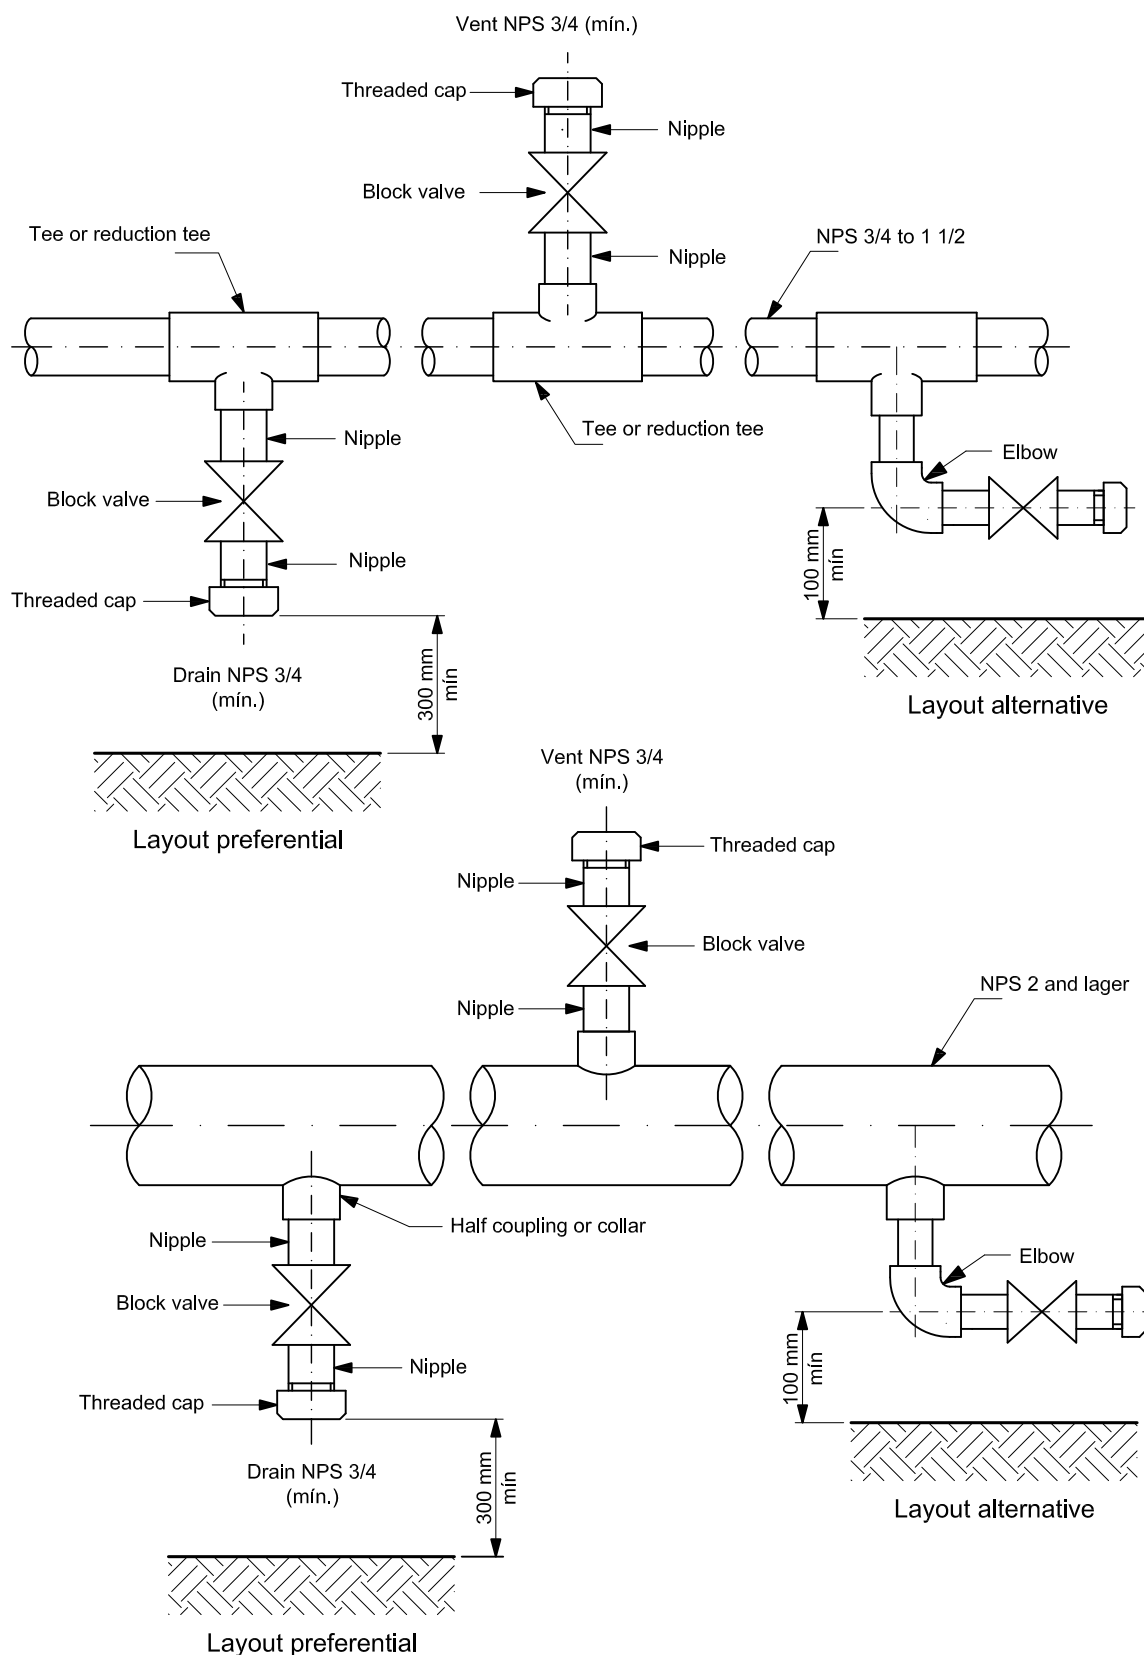 Vent NPS 3/4 (mín.)
Threaded cap
Nipple
Block valve
Tee or reduction tee
Nipple
NPS 3/4 to 1 1/2
Tee or reduction tee
Nipple
Elbow
Block valve
Nipple
Threaded cap
100 mm
mín
Drain NPS 3/4
(mín.)
300 mm
mín
Layout alternative
Layout preferential
Vent NPS 3/4
(mín.)
Threaded cap
Nipple
Block valve
NPS 2 and lager
Nipple
Half coupling or collar
Nipple
Elbow
Block valve
Nipple
100 mm
mín
Threaded cap
Drain NPS 3/4
(mín.)
300 mm
mín
Layout alternative
Layout preferential